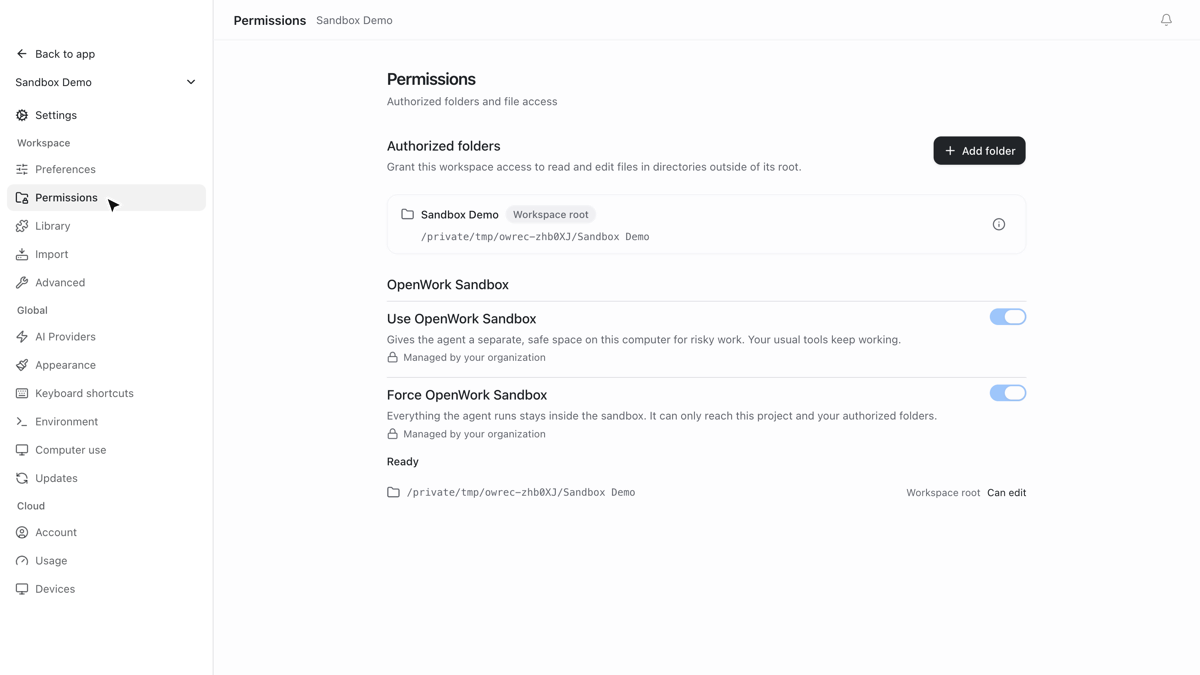 Permissions Sandbox Demo
Back to app
Sandbox Demo
Settings
Workspace
Preferences
Permissions
Library
Import
Advanced
Global
AI Providers
Appearance
Keyboard shortcuts
Environment
Computer use
Updates
Cloud
Account
Usage
Devices
Permissions
Authorized folders and file access
Authorized folders
Grant this workspace access to read and edit files in directories outside of its root.
Add folder
Sandbox Demo Workspace root
/private/tmp/owrec-zhb0XJ/Sandbox Demo
OpenWork Sandbox
Use OpenWork Sandbox
Gives the agent a separate, safe space on this computer for risky work. Your usual tools keep working.
Managed by your organization
Force OpenWork Sandbox
Everything the agent runs stays inside the sandbox. It can only reach this project and your authorized folders.
Managed by your organization
Ready
/private/tmp/owrec-zhb0XJ/Sandbox Demo Workspace root Can edit